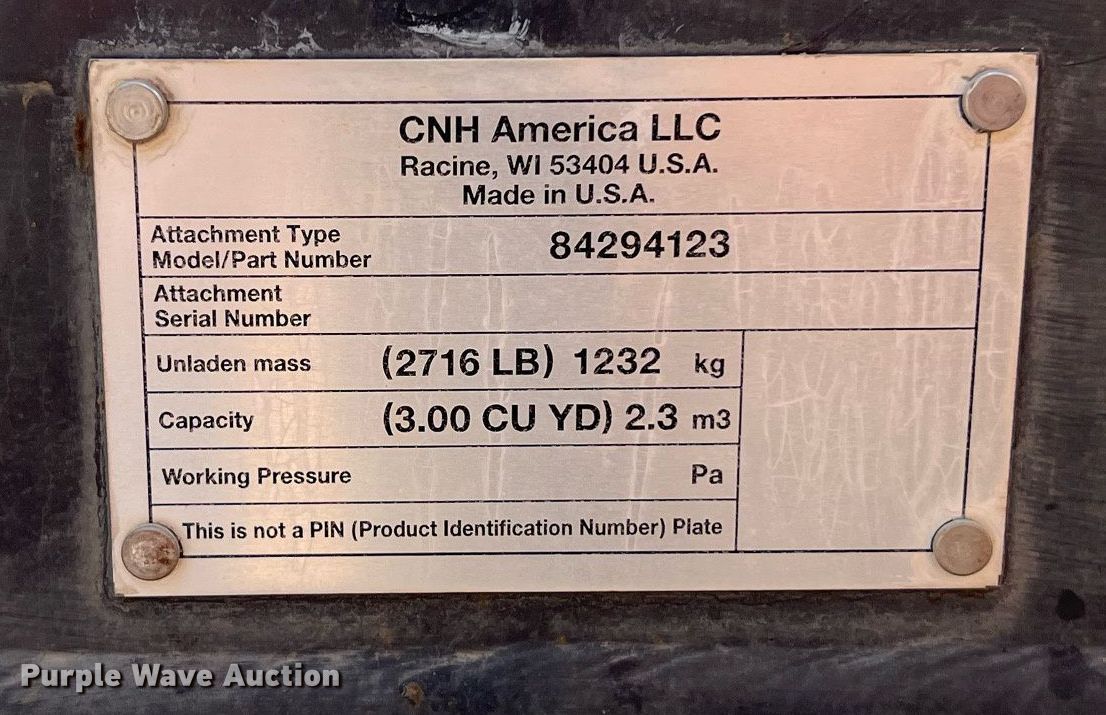 CNH America LLC
Racine, WI 53404 U.S.A.
Made in U.S.A.
Attachment Type
Model/Part Number 84294123
Attachment
Serial Number
Unladen mass (2716 LB) 1232 kg
Capacity (3.00 CU YD) 2.3 m3
Working Pressure Pa
This is not a PIN (Product Identification Number) Plate
Purple Wave Auction